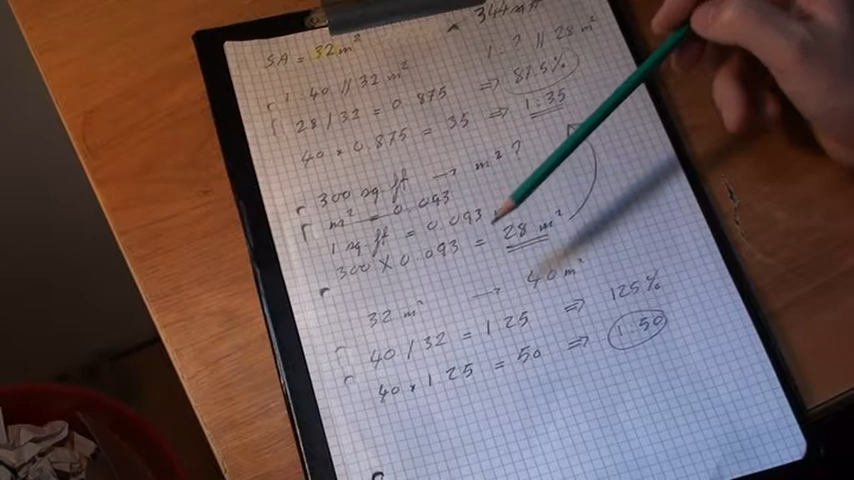 344 mm
SA = 32 m²
1:40 // 32 m²
1:? // 28 m²
28/32 = 0.875 ⇒ 87.5%
40 x 0.875 = 35 ⇒ 1:35
300 sq ft → m²?
m² = 0.093
1 sq ft = 0.093
300 x 0.093 = 28 m²
32 m² → 40 m²
40/32 = 1.25 ⇒ 125%
40 x 1.25 = 50 ⇒ 1:50